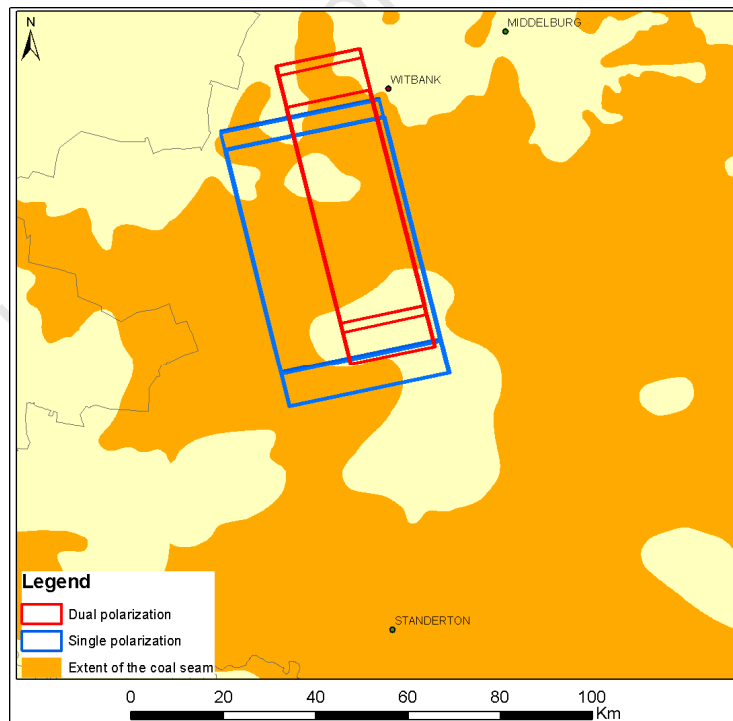 N
MIDDELBURG
WITBANK
STANDERTON
Legend
Dual polarization
Single polarization
Extent of the coal seam
0 20 40 60 80 100
Km